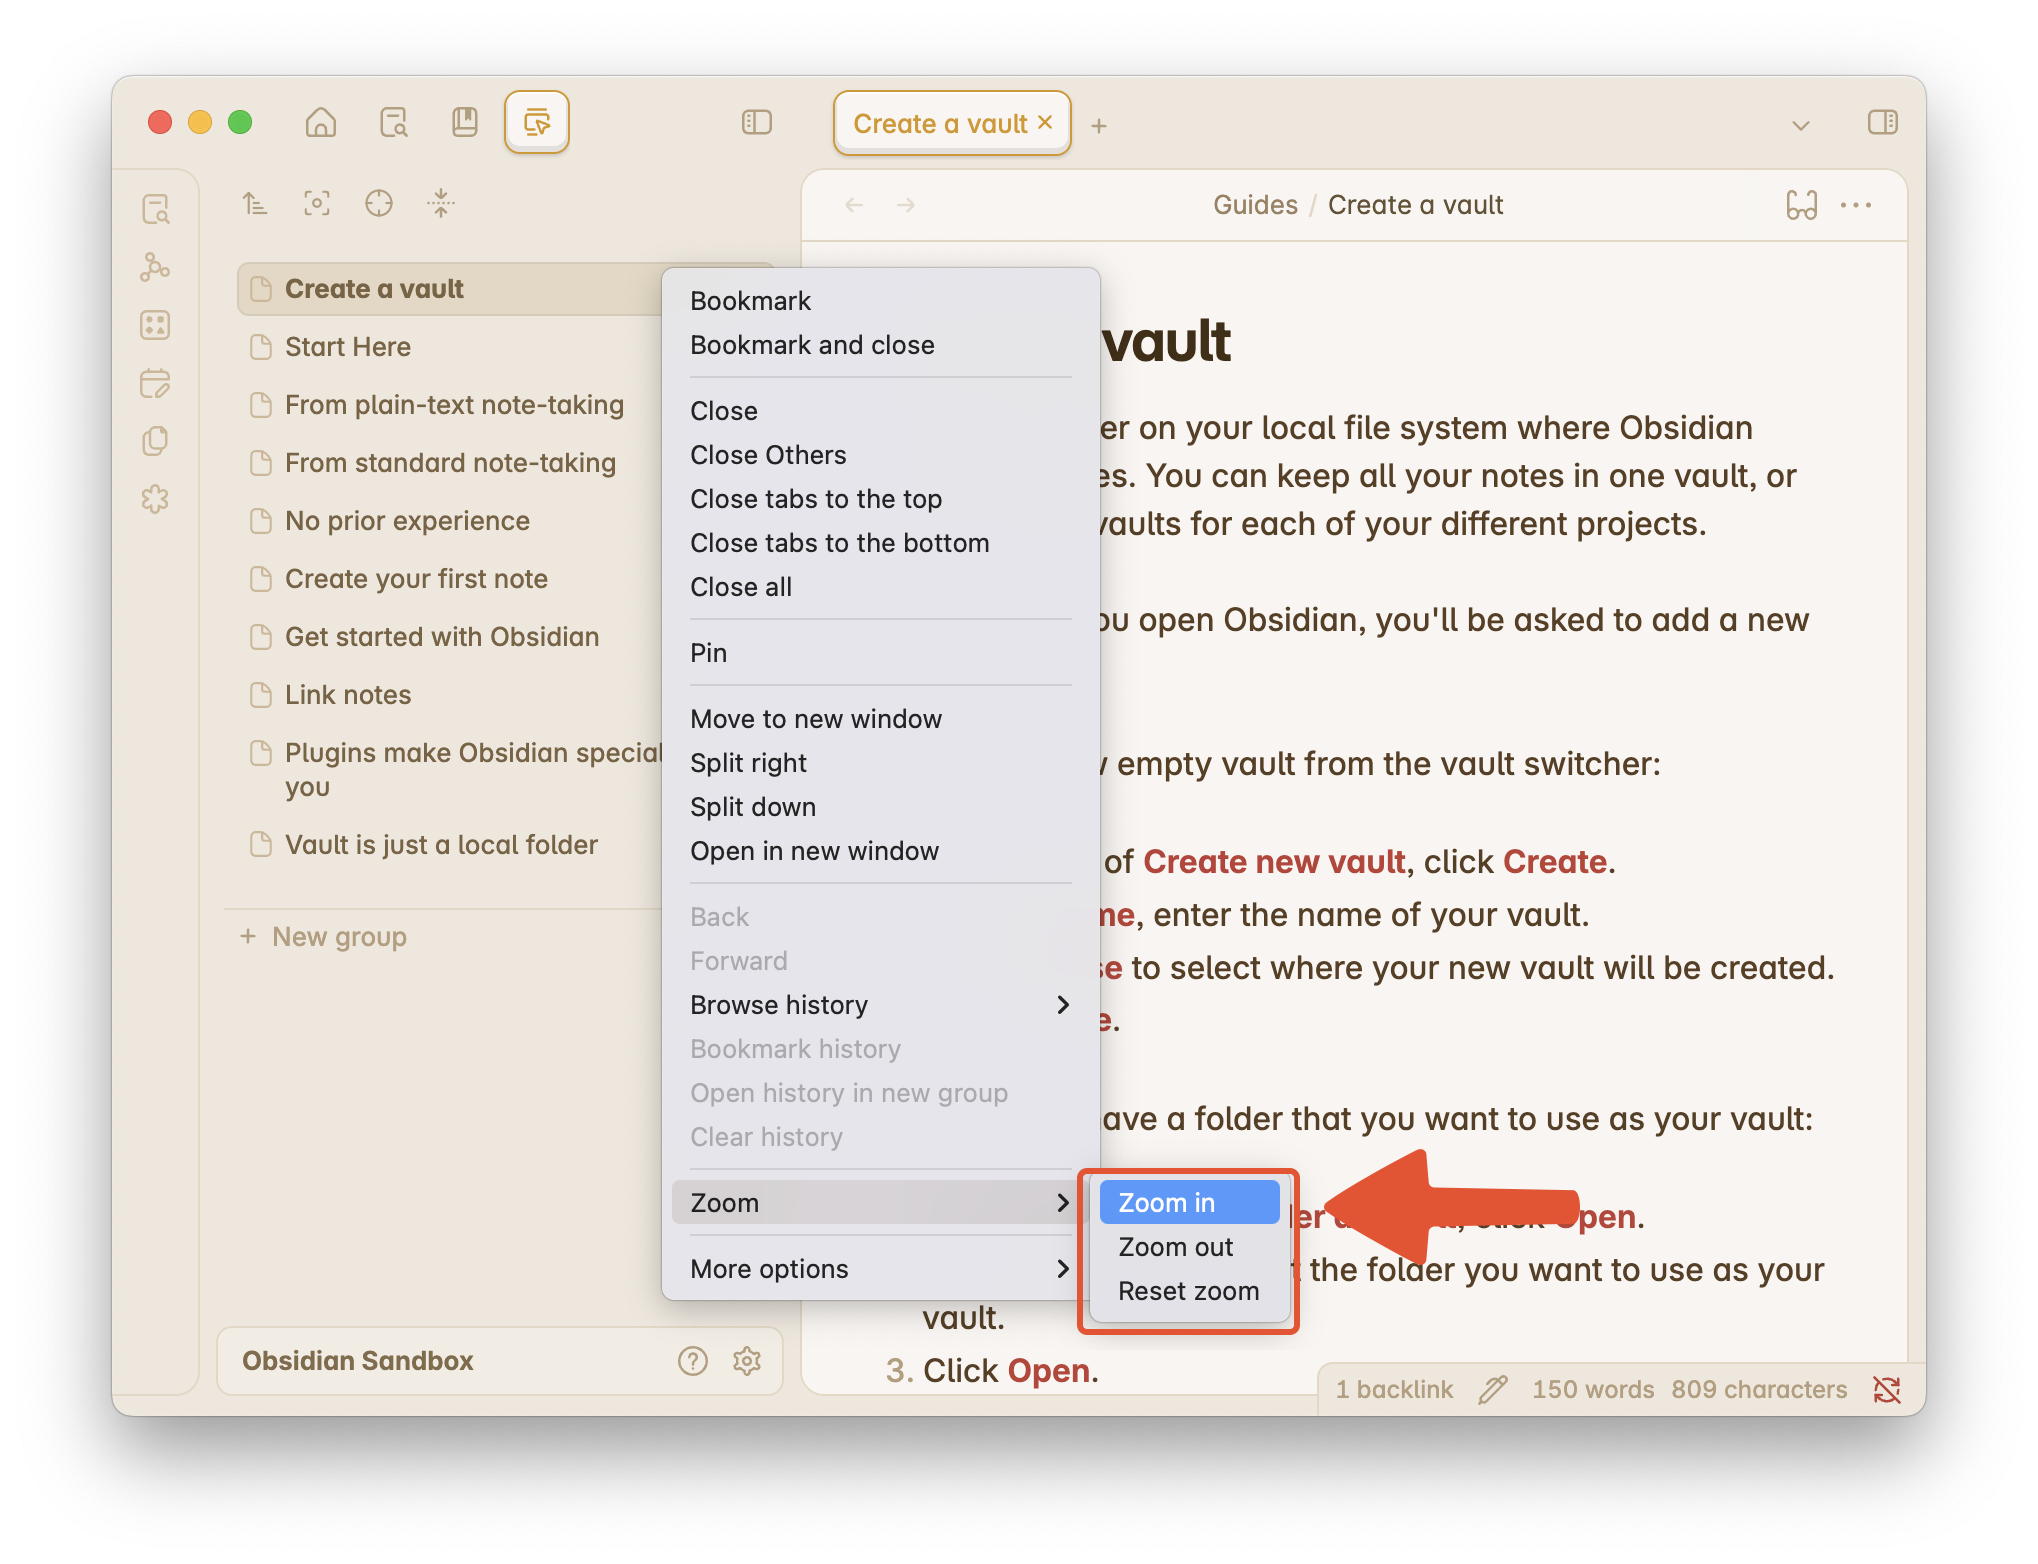 Create a vault
Guides / Create a vault
Create a vault
Start Here
From plain-text note-taking
From standard note-taking
No prior experience
Create your first note
Get started with Obsidian
Link notes
Plugins make Obsidian special
you
Vault is just a local folder
+ New group
Obsidian Sandbox
Bookmark
Bookmark and close
Close
Close Others
Close tabs to the top
Close tabs to the bottom
Close all
Pin
Move to new window
Split right
Split down
Open in new window
Back
Forward
Browse history
Bookmark history
Open history in new group
Clear history
Zoom
More options
Zoom in
Zoom out
Reset zoom
vault
on your local file system where Obsidian
You can keep all your notes in one vault, or
vaults for each of your different projects.
open Obsidian, you'll be asked to add a new
empty vault from the vault switcher:
of Create new vault, click Create.
, enter the name of your vault.
to select where your new vault will be created.
a folder that you want to use as your vault:
Open.
the folder you want to use as your
vault.
3. Click Open.
1 backlink 150 words 809 characters